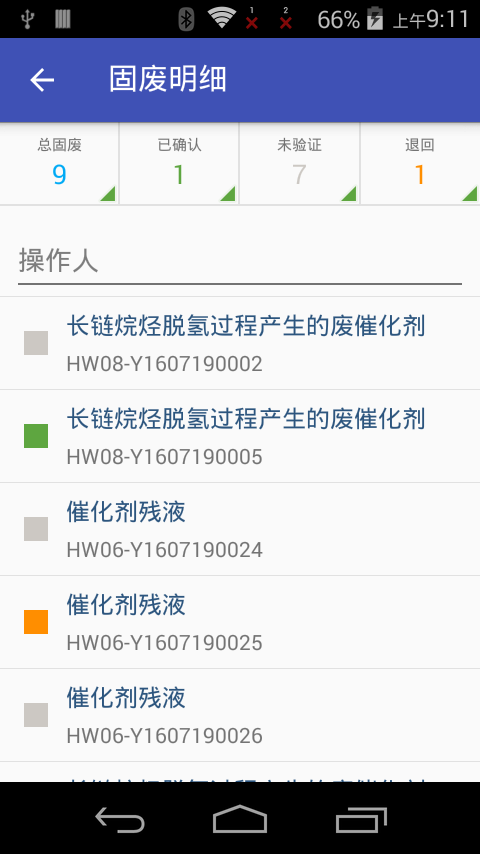 1 2 66% 上午9:11
固废明细
总固废 已确认 未验证 退回
9 1 7 1
操作人
长链烷烃脱氢过程产生的废催化剂
HW08-Y1607190002
长链烷烃脱氢过程产生的废催化剂
HW08-Y1607190005
催化剂残液
HW06-Y1607190024
催化剂残液
HW06-Y1607190025
催化剂残液
HW06-Y1607190026